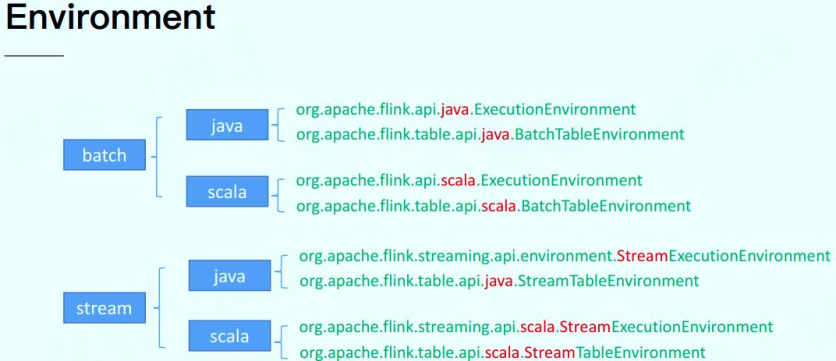 Environment
batch
java
org.apache.flink.api.java.ExecutionEnvironment
org.apache.flink.table.api.java.BatchTableEnvironment
scala
org.apache.flink.api.scala.ExecutionEnvironment
org.apache.flink.table.api.scala.BatchTableEnvironment
stream
java
org.apache.flink.streaming.api.environment.StreamExecutionEnvironment
org.apache.flink.table.api.java.StreamTableEnvironment
scala
org.apache.flink.streaming.api.scala.StreamExecutionEnvironment
org.apache.flink.table.api.scala.StreamTableEnvironment